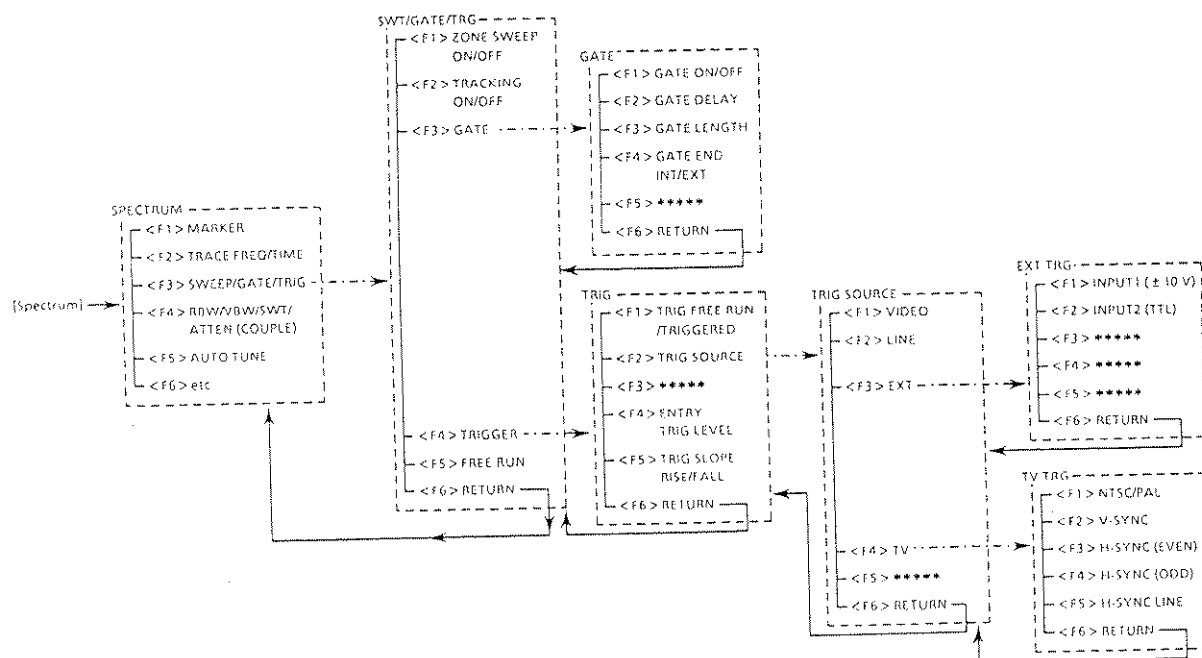 [Spectrum]
SPECTRUM
<F1> MARKER
<F2> TRACE FREQ/TIME
<F3> SWEEP/GATE/TRIG
<F4> RBW/VBW/SWT/
ATTEN (COUPLE)
<F5> AUTO TUNE
<F6> etc
SWT/GATE/TRG
<F1> ZONE SWEEP
ON/OFF
<F2> TRACKING
ON/OFF
<F3> GATE
<F4> TRIGGER
<F5> FREE RUN
<F6> RETURN
GATE
<F1> GATE ON/OFF
<F2> GATE DELAY
<F3> GATE LENGTH
<F4> GATE END
INT/EXT
<F5> *****
<F6> RETURN
TRIG
<F1> TRIG FREE RUN
/TRIGGERED
<F2> TRIG SOURCE
<F3> *****
<F4> ENTRY
TRIG LEVEL
<F5> TRIG SLOPE
RISE/FALL
<F6> RETURN
TRIG SOURCE
<F1> VIDEO
<F2> LINE
<F3> EXT
<F4> TV
<F5> *****
<F6> RETURN
EXT TRG
<F1> INPUT1 (± 10 V)
<F2> INPUT2 (TTL)
<F3> *****
<F4> *****
<F5> *****
<F6> RETURN
TV TRG
<F1> NTSC/PAL
<F2> V-SYNC
<F3> H-SYNC (EVEN)
<F4> H-SYNC (ODD)
<F5> H-SYNC LINE
<F6> RETURN